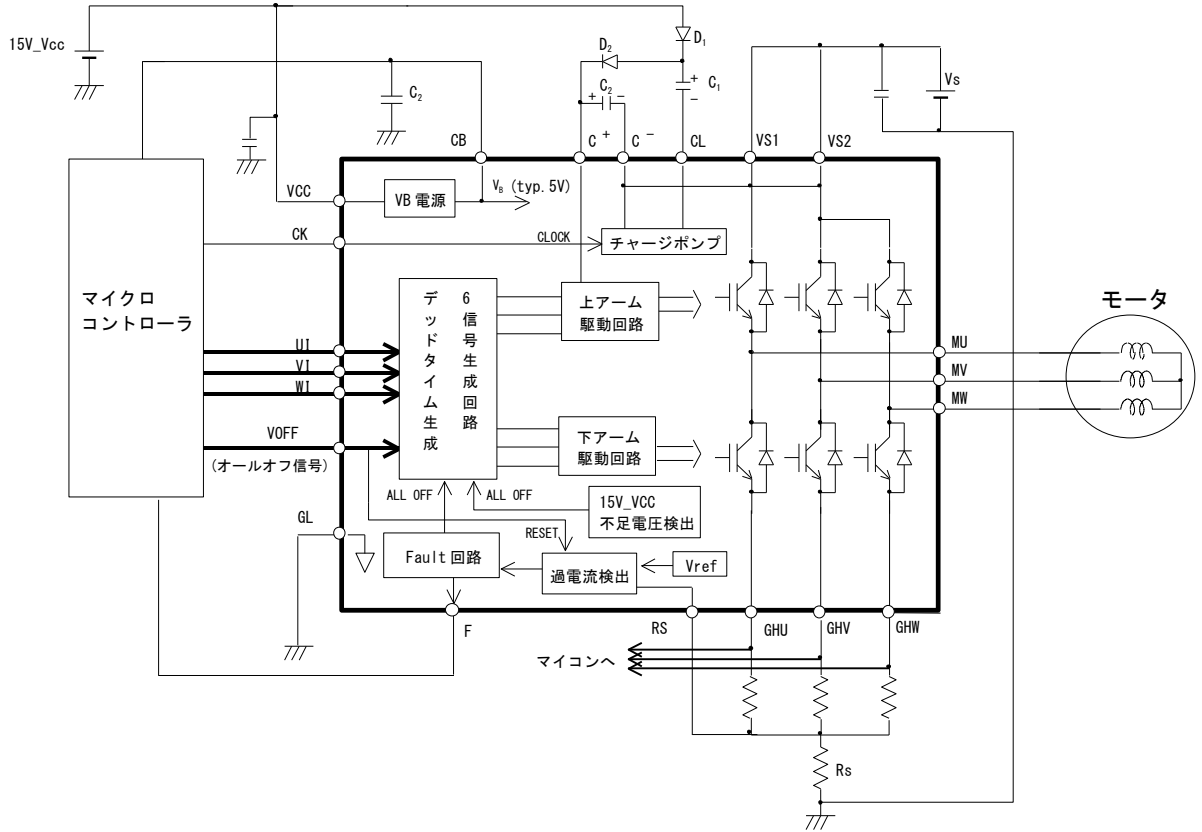 15V_Vcc
D₁
D₂
C₂
C₂
+
−
+
−
C₁
Vs
CB
C⁺
C⁻
CL
VS1
VS2
VCC
VB電源
V_B (typ.5V)
CK
CLOCK
チャージポンプ
マイクロ
コントローラ
6信号生成回路
デッドタイム生成
上アーム
駆動回路
モータ
UI
VI
WI
MU
MV
MW
VOFF
(オールオフ信号)
下アーム
駆動回路
ALL OFF
ALL OFF
15V_VCC
不足電圧検出
GL
RESET
Fault回路
過電流検出
Vref
F
RS
GHU
GHV
GHW
マイコンへ
Rs